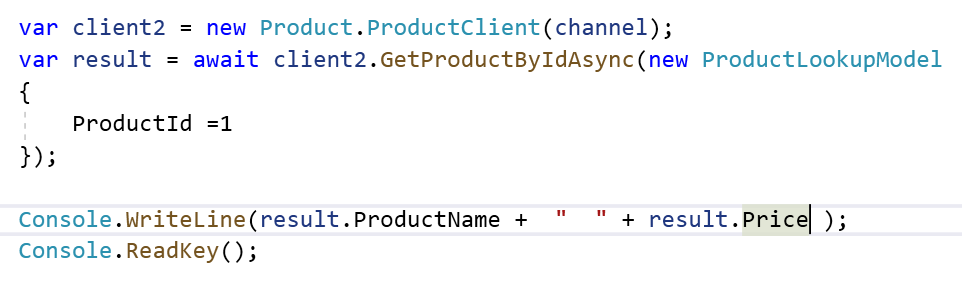 var client2 = new Product.ProductClient(channel);
var result = await client2.GetProductByIdAsync(new ProductLookupModel
{
    ProductId =1
});
Console.WriteLine(result.ProductName +  "  " + result.Price );
Console.ReadKey();